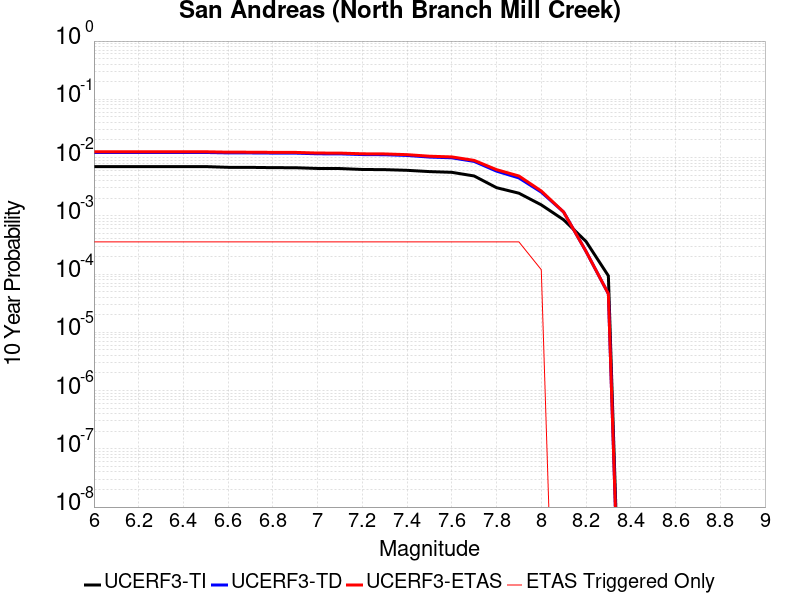 San Andreas (North Branch Mill Creek)
10 0
10 -1
10 -2
10 -3
10 -4
10 -5
10 -6
10 -7
10 -8
10 Year Probability
6 6.2 6.4 6.6 6.8 7 7.2 7.4 7.6 7.8 8 8.2 8.4 8.6 8.8 9
Magnitude
UCERF3-TI UCERF3-TD UCERF3-ETAS ETAS Triggered Only